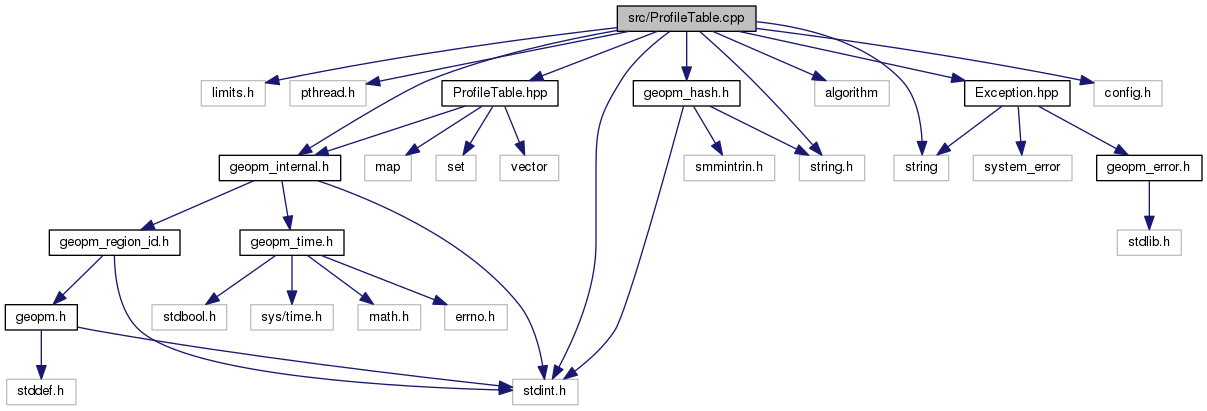 src/ProfileTable.cpp
limits.h
pthread.h
ProfileTable.hpp
geopm_hash.h
algorithm
Exception.hpp
config.h
geopm_internal.h
map
set
vector
smmintrin.h
string.h
string
system_error
geopm_error.h
geopm_region_id.h
geopm_time.h
stdlib.h
geopm.h
stdbool.h
sys/time.h
math.h
errno.h
stddef.h
stdint.h